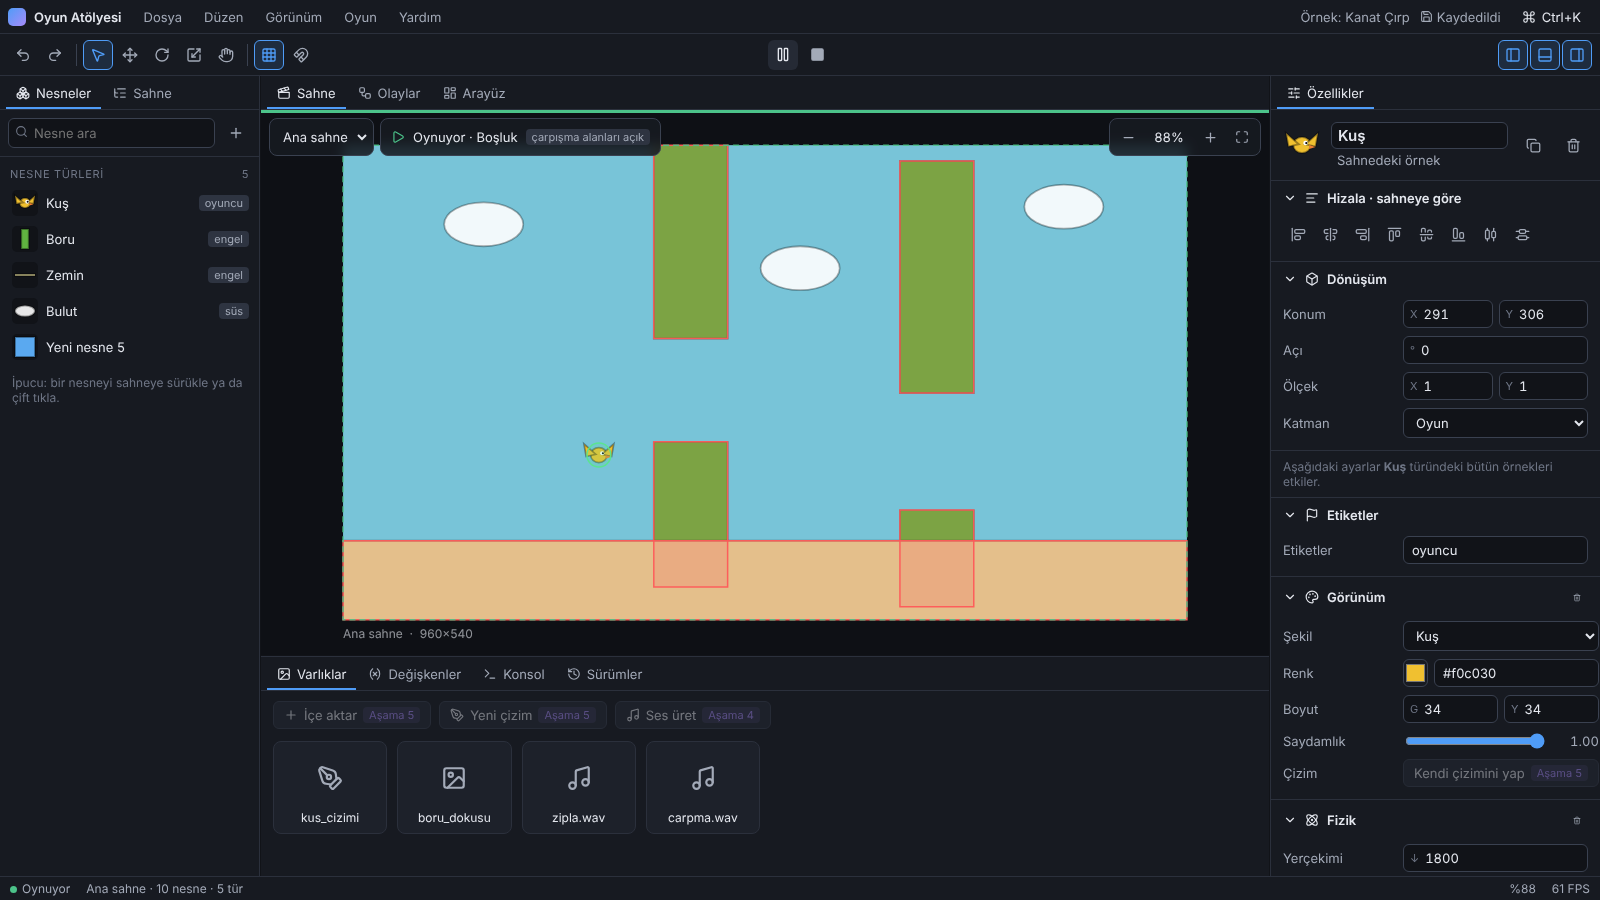 Oyun Atölyesi Dosya Düzen Görünüm Oyun Yardım Örnek: Kanat Çırp Kaydedildi Ctrl+K
Nesneler Sahne
Nesne ara
NESNE TÜRLERİ 5
Kuş oyuncu
Boru engel
Zemin engel
Bulut süs
Yeni nesne 5
İpucu: bir nesneyi sahneye sürükle ya da
çift tıkla.
Sahne Olaylar Arayüz
Ana sahne Oynuyor · Boşluk çarpışma alanları açık 88%
Ana sahne · 960×540
Varlıklar Değişkenler Konsol Sürümler
İçe aktar Aşama 5 Yeni çizim Aşama 5 Ses üret Aşama 4
kus_cizimi boru_dokusu zipla.wav carpma.wav
Özellikler
Kuş
Sahnedeki örnek
Hizala · sahneye göre
Dönüşüm
Konum X 291 Y 306
Açı ° 0
Ölçek X 1 Y 1
Katman Oyun
Aşağıdaki ayarlar Kuş türündeki bütün örnekleri
etkiler.
Etiketler
Etiketler oyuncu
Görünüm
Şekil Kuş
Renk #f0c030
Boyut G 34 Y 34
Saydamlık 1.00
Çizim Kendi çizimini yap Aşama 5
Fizik
Yerçekimi ↓ 1800
Oynuyor Ana sahne · 10 nesne · 5 tür %88 61 FPS